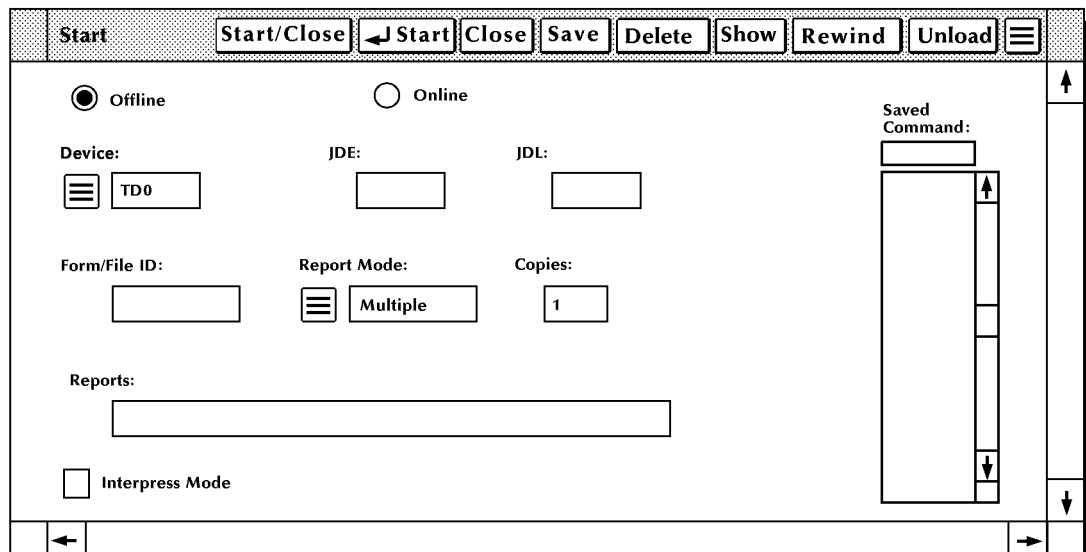 Start Start/Close Start Close Save Delete Show Rewind Unload
Offline Online
Saved
Command:
Device: JDE: JDL:
TD0
Form/File ID: Report Mode: Copies:
Multiple 1
Reports:
Interpress Mode